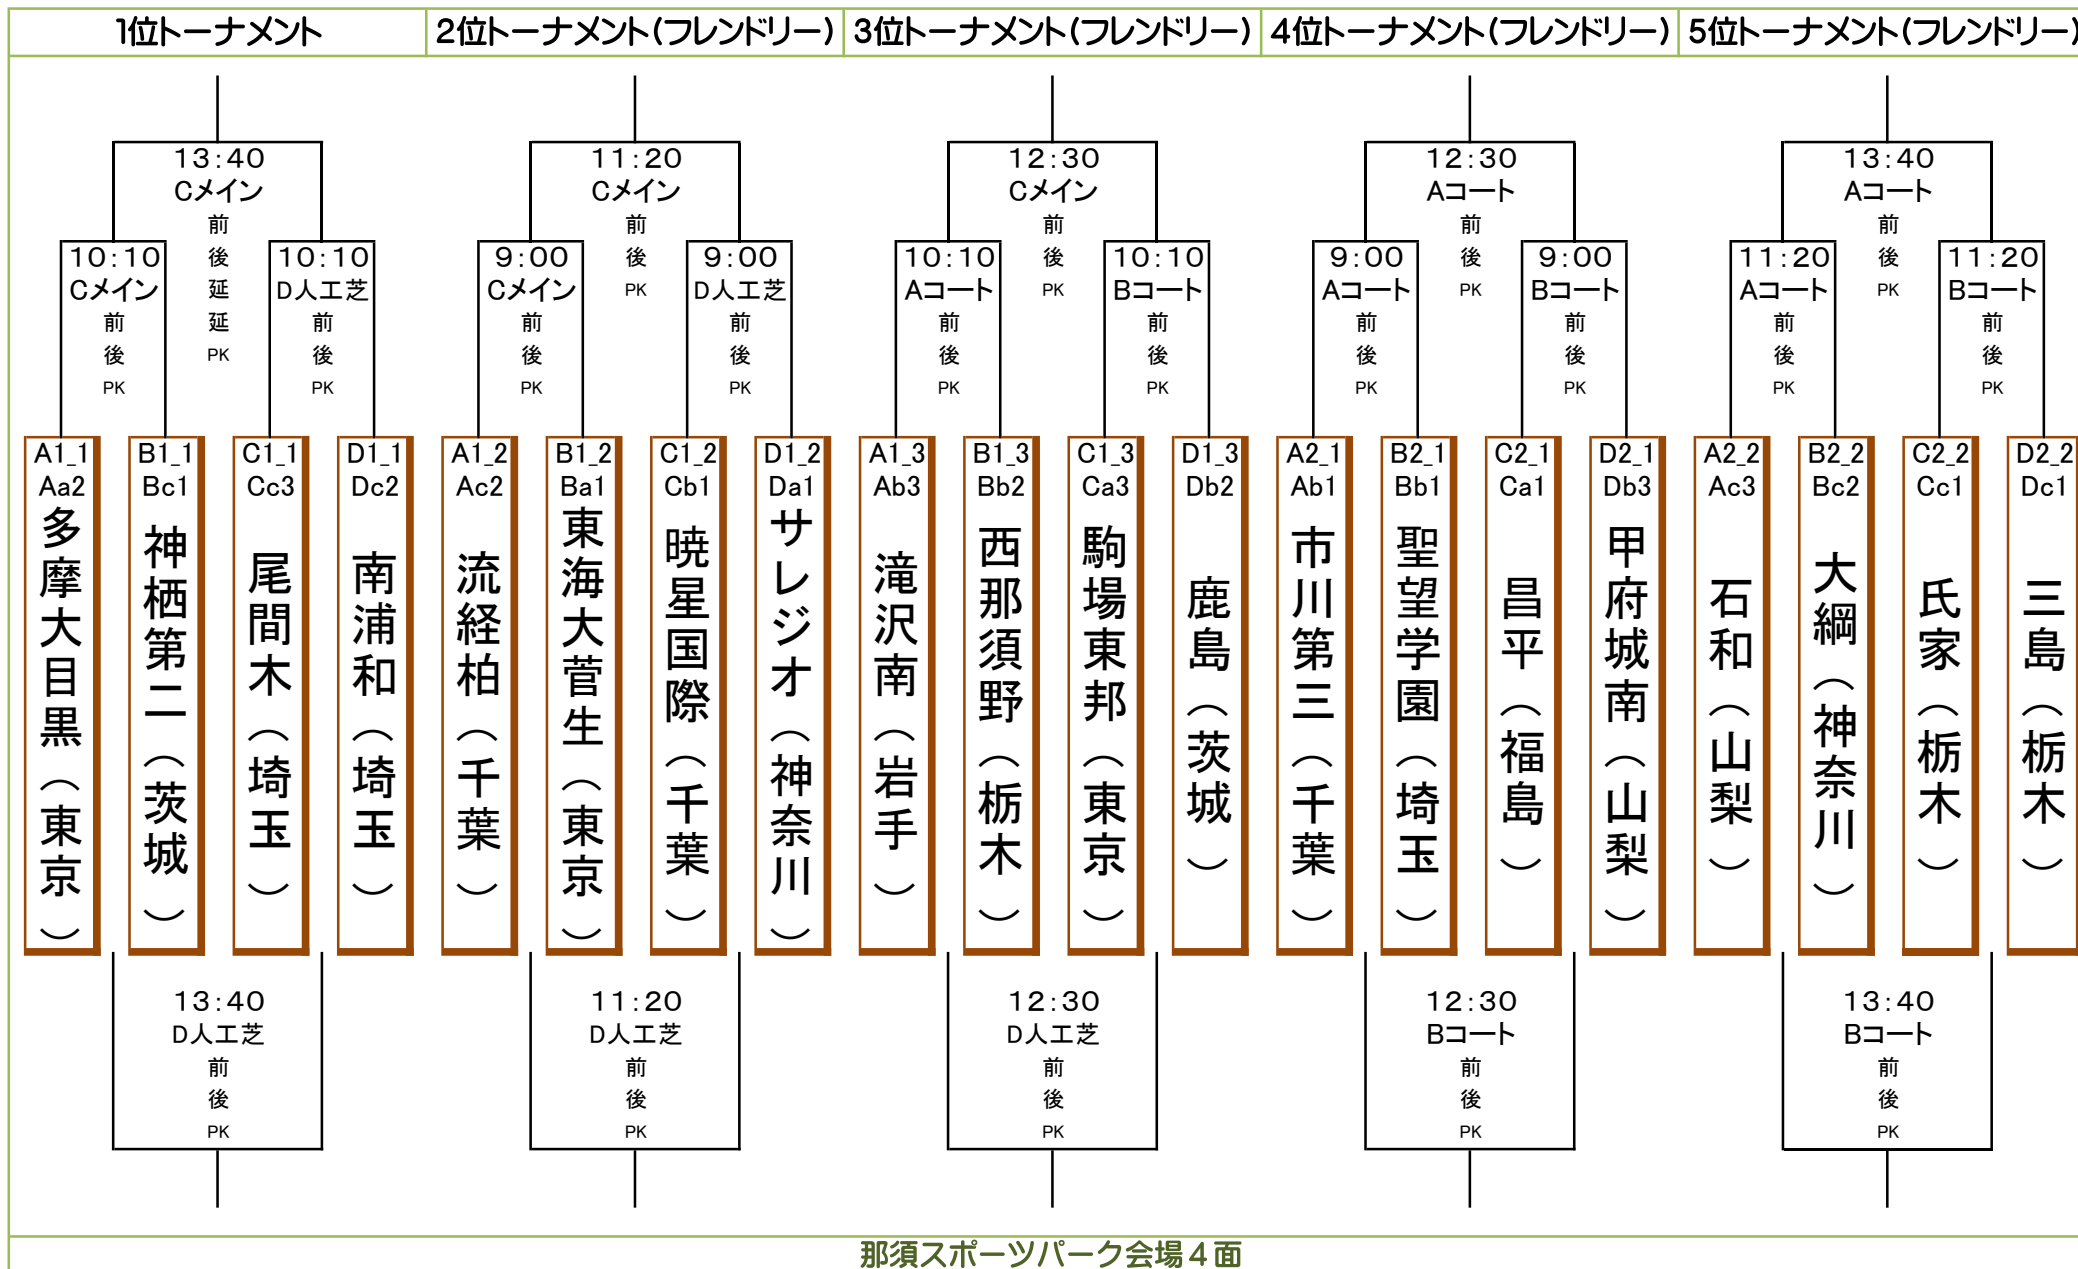 1位トーナメント
2位トーナメント(フレンドリー)
3位トーナメント(フレンドリー)
4位トーナメント(フレンドリー)
5位トーナメント(フレンドリー)
13:40
Cメイン
前
後
延
延
PK
10:10
Cメイン
前
後
PK
10:10
D人工芝
前
後
PK
A1_1
Aa2
多摩大目黒(東京)
B1_1
Bc1
神栖第二(茨城)
C1_1
Cc3
尾間木(埼玉)
D1_1
Dc2
南浦和(埼玉)
13:40
D人工芝
前
後
PK
11:20
Cメイン
前
後
PK
9:00
Cメイン
前
後
PK
9:00
D人工芝
前
後
PK
A1_2
Ac2
流経柏(千葉)
B1_2
Ba1
東海大菅生(東京)
C1_2
Cb1
暁星国際(千葉)
D1_2
Da1
サレジオ(神奈川)
11:20
D人工芝
前
後
PK
12:30
Cメイン
前
後
PK
10:10
Aコート
前
後
PK
10:10
Bコート
前
後
PK
A1_3
Ab3
滝沢南(岩手)
B1_3
Bb2
西那須野(栃木)
C1_3
Ca3
駒場東邦(東京)
D1_3
Db2
鹿島(茨城)
12:30
D人工芝
前
後
PK
12:30
Aコート
前
後
PK
9:00
Aコート
前
後
PK
9:00
Bコート
前
後
PK
A2_1
Ab1
市川第三(千葉)
B2_1
Bb1
聖望学園(埼玉)
C2_1
Ca1
昌平(福島)
D2_1
Db3
甲府城南(山梨)
12:30
Bコート
前
後
PK
13:40
Aコート
前
後
PK
11:20
Aコート
前
後
PK
11:20
Bコート
前
後
PK
A2_2
Ac3
石和(山梨)
B2_2
Bc2
大綱(神奈川)
C2_2
Cc1
氏家(栃木)
D2_2
Dc1
三島(栃木)
13:40
Bコート
前
後
PK
那須スポーツパーク会場4面